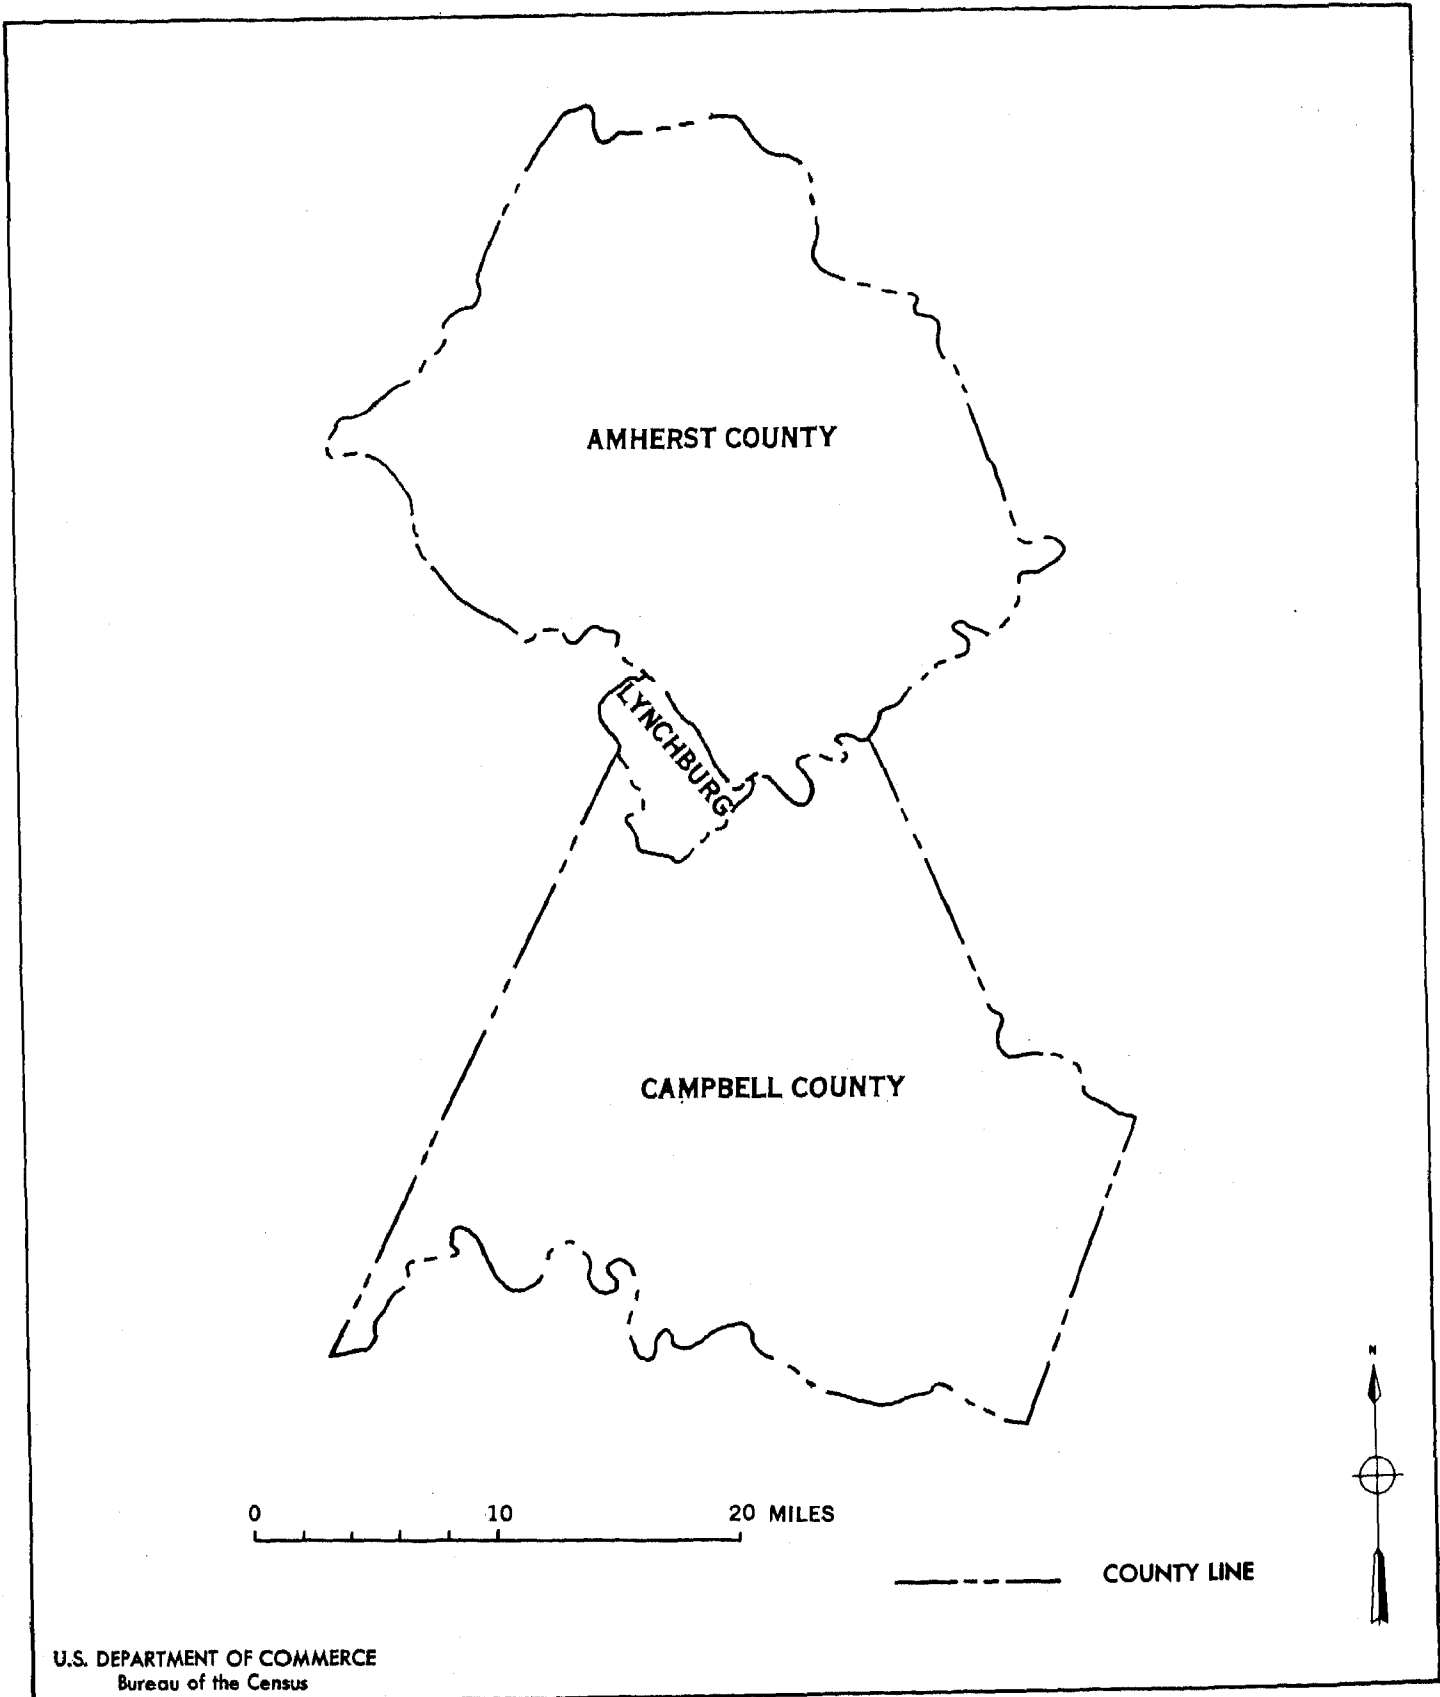 AMHERST COUNTY
LYNCHBURG
CAMPBELL COUNTY
N
0 10 20 MILES
COUNTY LINE
U.S. DEPARTMENT OF COMMERCE
Bureau of the Census